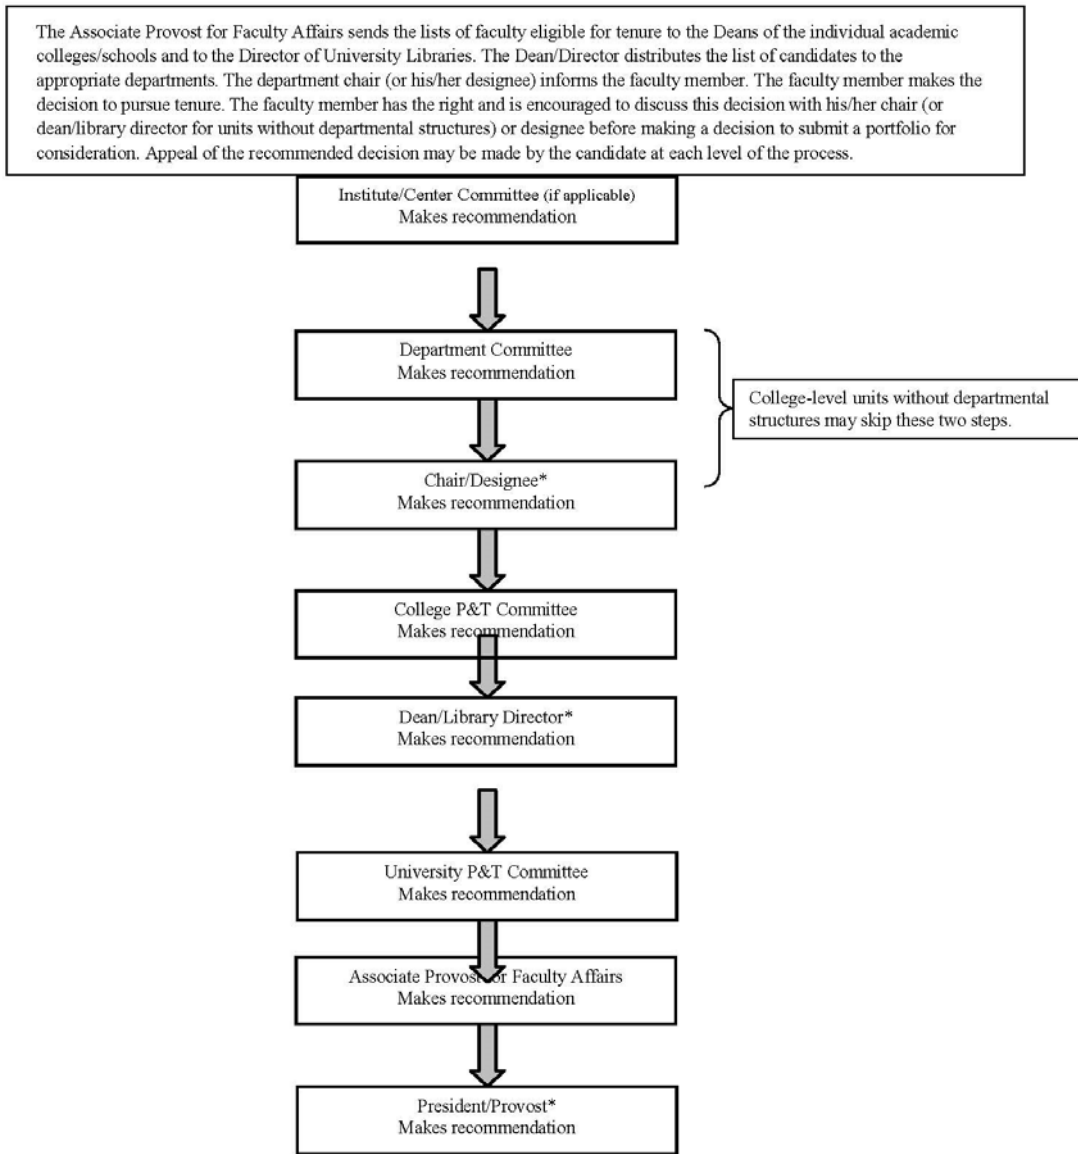 The Associate Provost for Faculty Affairs sends the lists of faculty eligible for tenure to the Deans of the individual academic
colleges/schools and to the Director of University Libraries. The Dean/Director distributes the list of candidates to the
appropriate departments. The department chair (or his/her designee) informs the faculty member. The faculty member makes the
decision to pursue tenure. The faculty member has the right and is encouraged to discuss this decision with his/her chair (or
dean/library director for units without departmental structures) or designee before making a decision to submit a portfolio for
consideration. Appeal of the recommended decision may be made by the candidate at each level of the process.
Institute/Center Committee (if applicable)
Makes recommendation
Department Committee
Makes recommendation
College-level units without departmental
structures may skip these two steps.
Chair/Designee*
Makes recommendation
College P&T Committee
Makes recommendation
Dean/Library Director*
Makes recommendation
University P&T Committee
Makes recommendation
Associate Provost for Faculty Affairs
Makes recommendation
President/Provost*
Makes recommendation